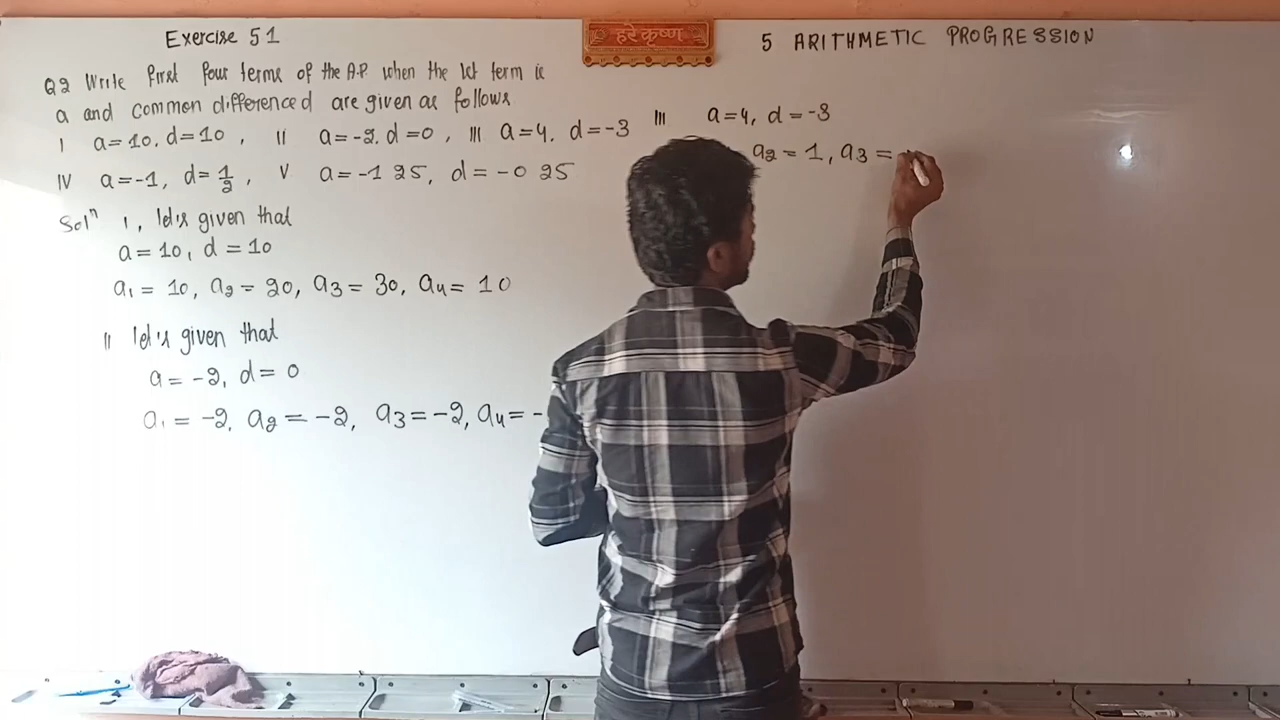 Exercise 51
हरे कृष्ण
5 ARITHMETIC PROGRESSION
Q2 Write first four terms of the A.P. when the 1st term is
a and common difference d are given as follows
I a=10, d=10, II a=-2, d=0, III a=4, d=-3
IV a=-1, d=1/2, V a=-1 25, d=-0 25
Solⁿ 1, let's given that
a=10, d=10
a₁ = 10, a₂ = 20, a₃ = 30, a₄ = 10
II let's given that
a=-2, d=0
a₁ = -2, a₂ = -2, a₃ = -2, a₄ = -
III a=4, d=-3
a₂ = 1, a₃ =